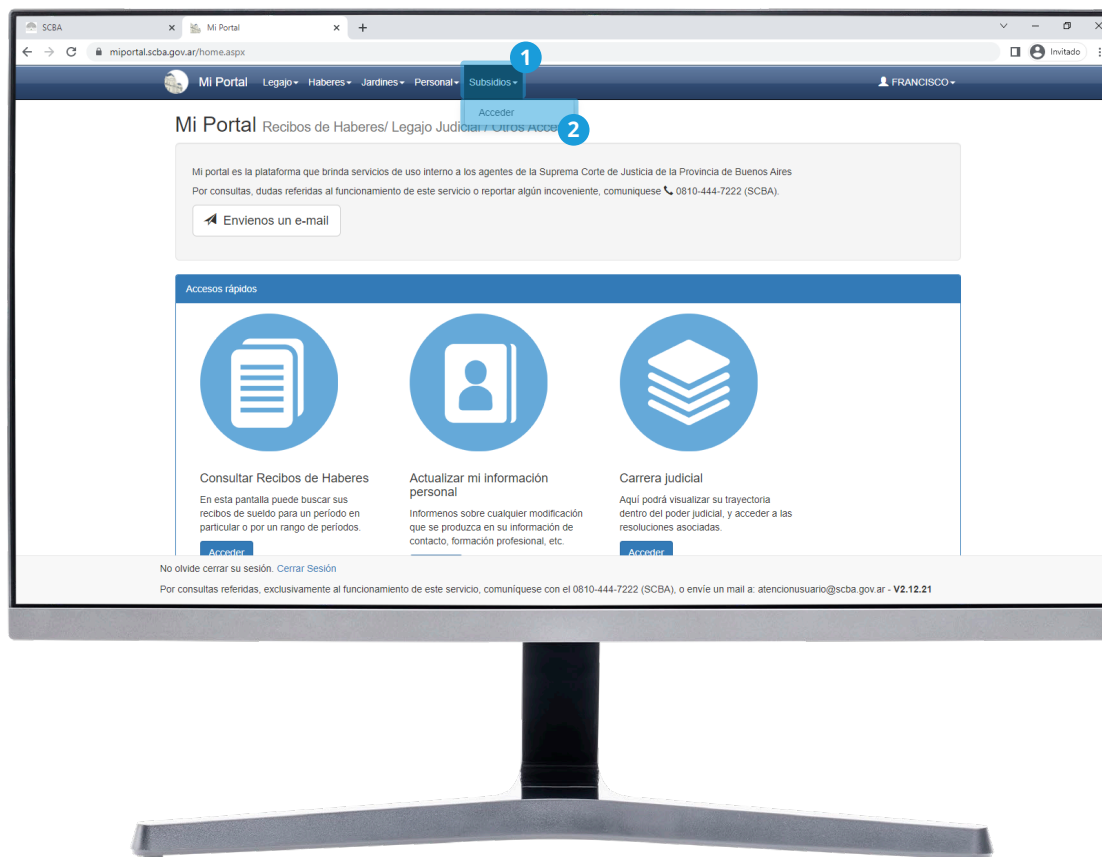 SCBA
Mi Portal
miportal.scba.gov.ar/home.aspx
Invitado
1
Mi Portal Legajo Haberes Jardines Personal Subsidios FRANCISCO
Acceder
2
Mi Portal Recibos de Haberes/ Legajo Judicial / Otros
Mi portal es la plataforma que brinda servicios de uso interno a los agentes de la Suprema Corte de Justicia de la Provincia de Buenos Aires
Por consultas, dudas referidas al funcionamiento de este servicio o reportar algún incoveniente, comuniquese 0810-444-7222 (SCBA).
Envienos un e-mail
Accesos rápidos
Consultar Recibos de Haberes
En esta pantalla puede buscar sus
recibos de sueldo para un período en
particular o por un rango de períodos.
Acceder
Actualizar mi información
personal
Informenos sobre cualquier modificación
que se produzca en su información de
contacto, formación profesional, etc.
Carrera judicial
Aquí podrá visualizar su trayectoria
dentro del poder judicial, y acceder a las
resoluciones asociadas.
Acceder
No olvide cerrar su sesión. Cerrar Sesión
Por consultas referidas, exclusivamente al funcionamiento de este servicio, comuníquese con el 0810-444-7222 (SCBA), o envíe un mail a: atencionusuario@scba.gov.ar - V2.12.21